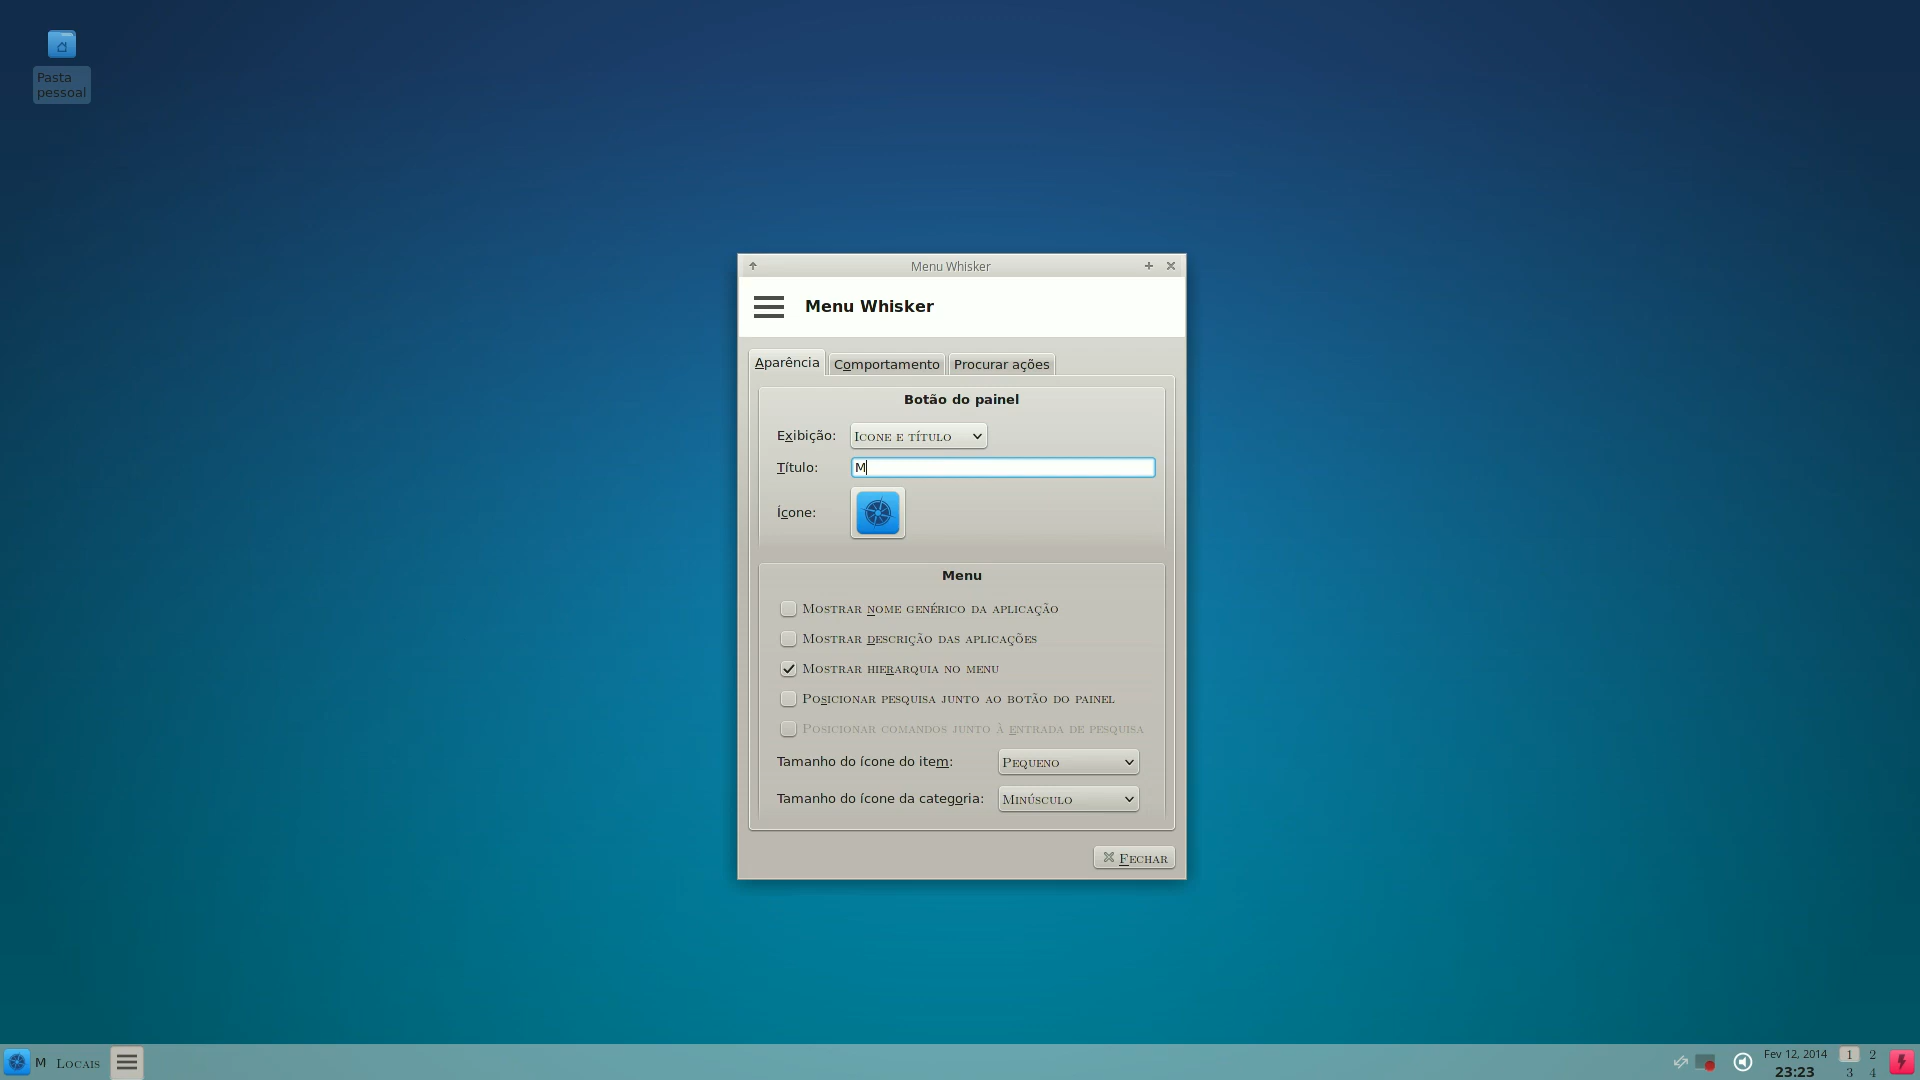 Pasta
pessoal
Menu Whisker
Menu Whisker
Aparência
Comportamento
Procurar ações
Botão do painel
Exibição:
Icone e título
Título:
M
Ícone:
Menu
Mostrar nome genérico da aplicação
Mostrar descrição das aplicações
Mostrar hierarquia no menu
Posicionar pesquisa junto ao botão do painel
Posicionar comandos junto à entrada de pesquisa
Tamanho do ícone do item:
Pequeno
Tamanho do ícone da categoria:
Minúsculo
Fechar
M
Locais
Fev 12, 2014
23:23
1 2
3 4